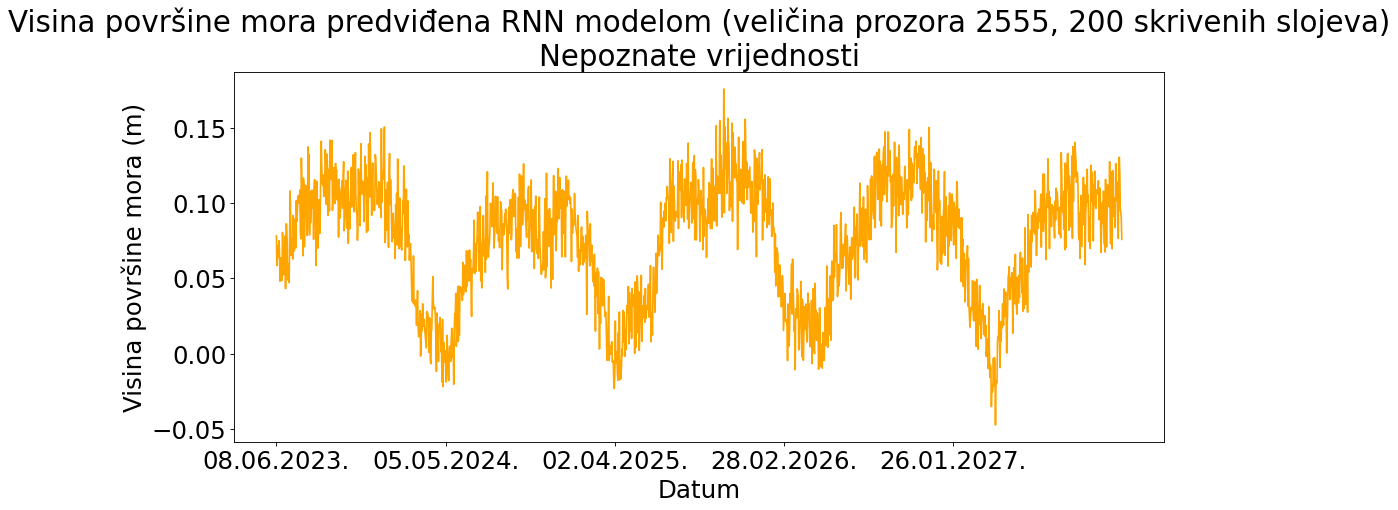 Visina površine mora predviđena RNN modelom (veličina prozora 2555, 200 skrivenih slojeva)
Nepoznate vrijednosti
Visina površine mora (m)
0.15
0.10
0.05
0.00
−0.05
08.06.2023. 05.05.2024. 02.04.2025. 28.02.2026. 26.01.2027.
Datum